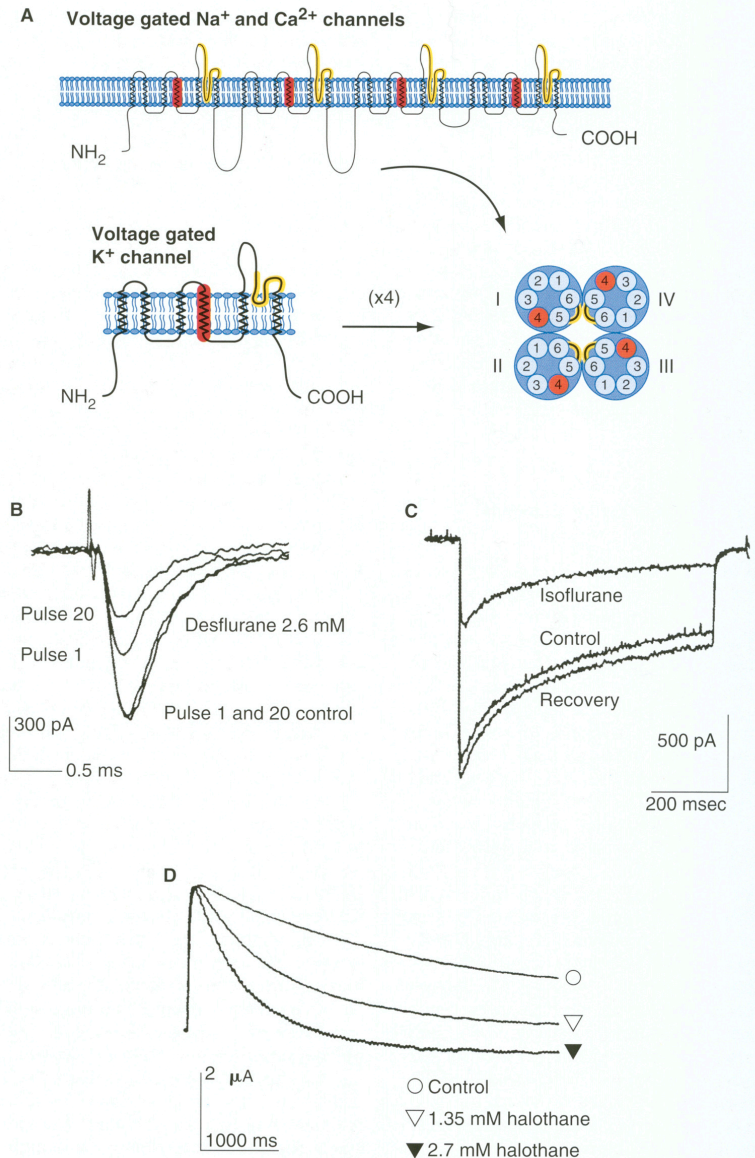 A
Voltage gated Na⁺ and Ca²⁺ channels
NH₂
COOH
Voltage gated
K⁺ channel
(x4)
NH₂
COOH
I
2 1
3 6
4 5
IV
4 3
5 2
6 1
II
1 6
2 5
3 4
III
5 4
6 3
1 2
B
Pulse 20
Pulse 1
Desflurane 2.6 mM
Pulse 1 and 20 control
300 pA
0.5 ms
C
Isoflurane
Control
Recovery
500 pA
200 msec
D
2 μA
1000 ms
Control
1.35 mM halothane
2.7 mM halothane